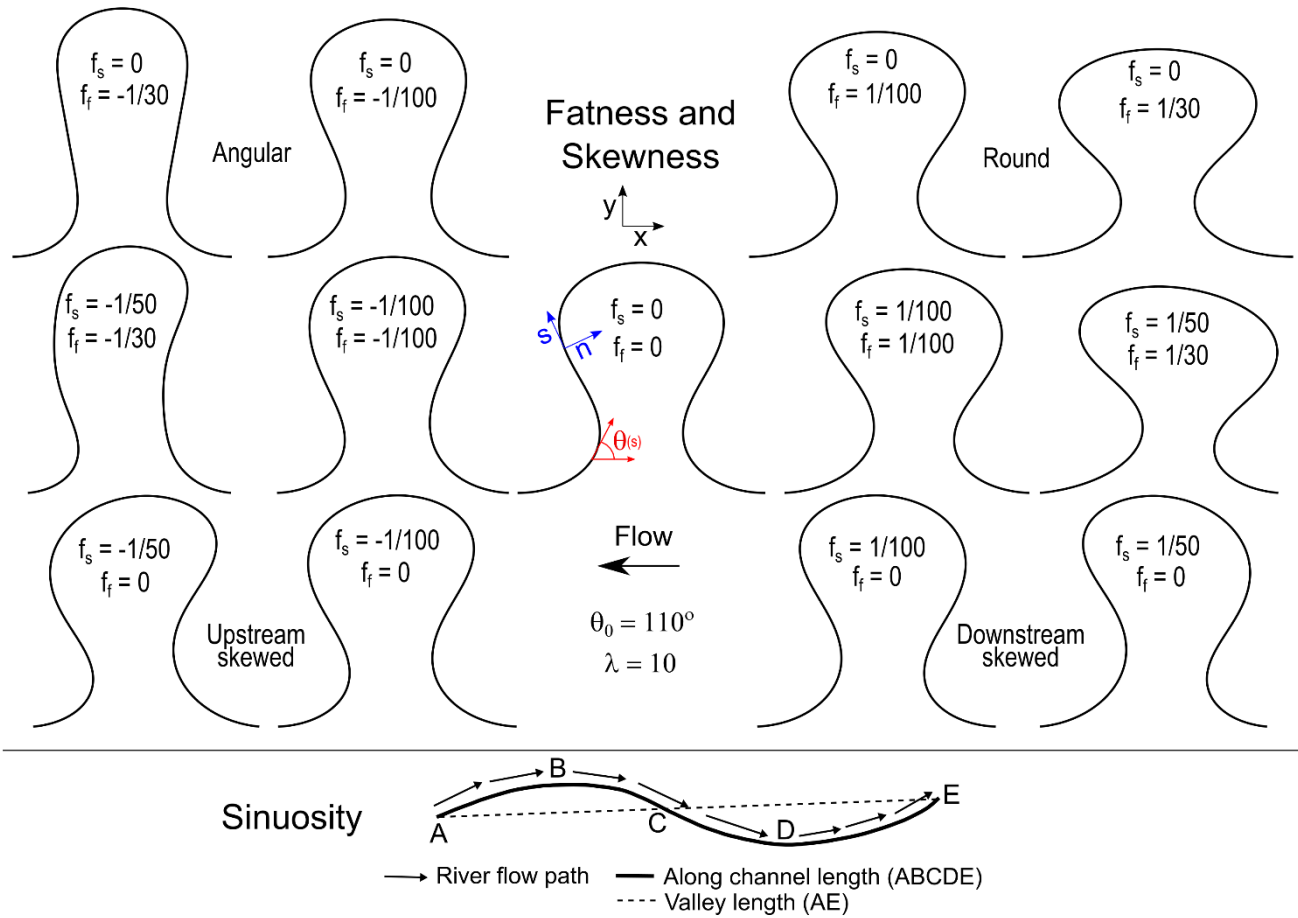 f_s = 0
f_f = -1/30
f_s = 0
f_f = -1/100
Angular
Fatness and
Skewness
y
x
f_s = 0
f_f = 1/100
f_s = 0
f_f = 1/30
Round
f_s = -1/50
f_f = -1/30
f_s = -1/100
f_f = -1/100
s
n
f_s = 0
f_f = 0
θ(s)
f_s = 1/100
f_f = 1/100
f_s = 1/50
f_f = 1/30
f_s = -1/50
f_f = 0
Upstream
skewed
f_s = -1/100
f_f = 0
Flow
θ₀ = 110º
λ = 10
f_s = 1/100
f_f = 0
Downstream
skewed
f_s = 1/50
f_f = 0
Sinuosity
A
B
C
D
E
River flow path
Along channel length (ABCDE)
Valley length (AE)